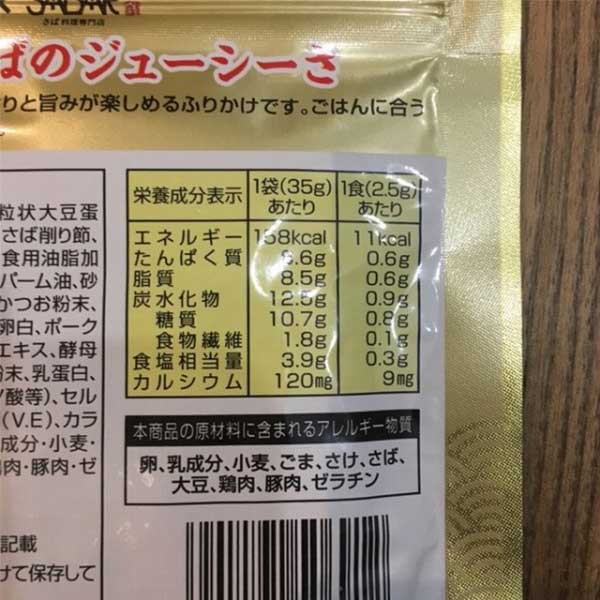 SABAR
さば料理専門店
ばのジューシーさ
りと旨みが楽しめるふりかけです。ごはんに合う
粒状大豆蛋
さば削り節、
食用油脂加
パーム油、砂
かつお粉末、
卵白、ポーク
エキス、酵母
粉末、乳蛋白、
酸等)、セル
(V.E)、カラ
成分・小麦・
鶏肉・豚肉・ゼ
記載
けて保存して
栄養成分表示 1袋(35g)あたり 1食(2.5g)あたり
エネルギー 158kcal 11kcal
たんぱく質 8.6g 0.6g
脂質 8.5g 0.6g
炭水化物 12.5g 0.9g
糖質 10.7g 0.8g
食物繊維 1.8g 0.1g
食塩相当量 3.9g 0.3g
カルシウム 120mg 9mg
本商品の原材料に含まれるアレルギー物質
卵、乳成分、小麦、ごま、さけ、さば、
大豆、鶏肉、豚肉、ゼラチン